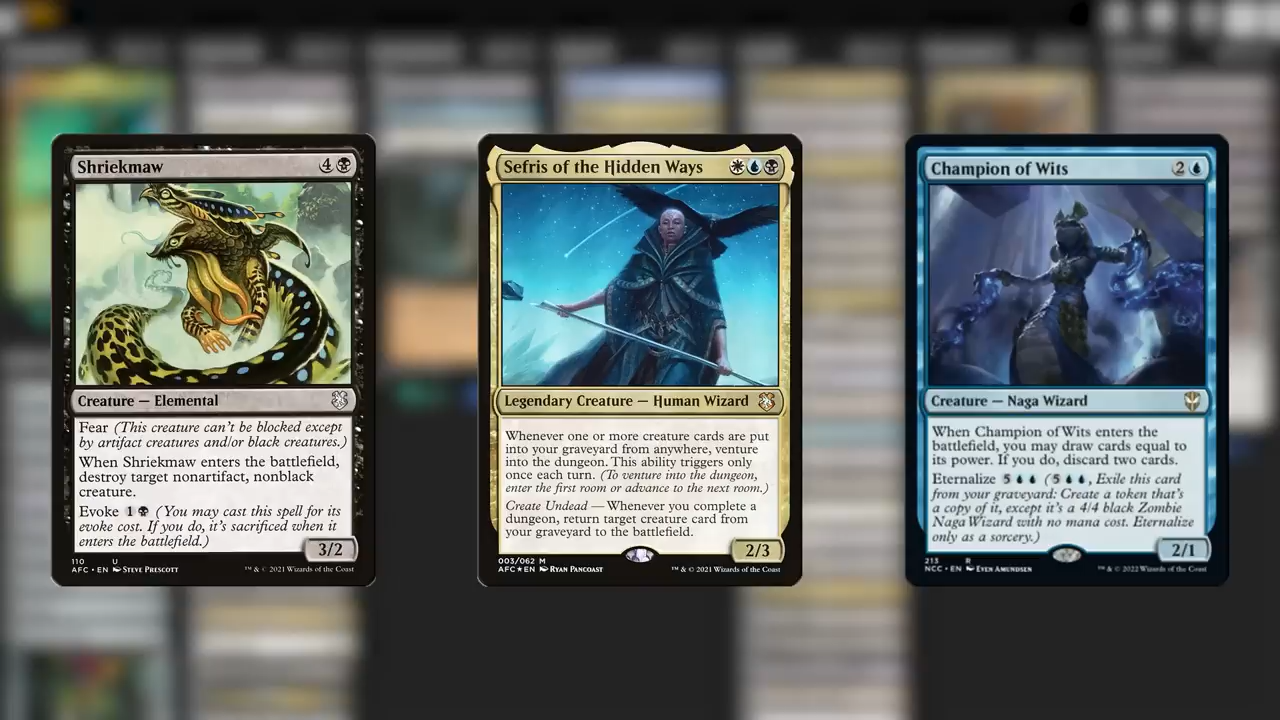 Shriekmaw 4
Creature — Elemental
Fear (This creature can't be blocked except
by artifact creatures and/or black creatures.)
When Shriekmaw enters the battlefield,
destroy target nonartifact, nonblack
creature.
Evoke 1 (You may cast this spell for its
evoke cost. If you do, it's sacrificed when it
enters the battlefield.)
3/2
110 U
AFC • EN Steve Prescott ™ & © 2021 Wizards of the Coast
Sefris of the Hidden Ways
Legendary Creature — Human Wizard
Whenever one or more creature cards are put
into your graveyard from anywhere, venture
into the dungeon. This ability triggers only
once each turn. (To venture into the dungeon,
enter the first room or advance to the next room.)
Create Undead — Whenever you complete a
dungeon, return target creature card from
your graveyard to the battlefield.
2/3
003/062 M
AFC ★ EN Ryan Pancoast ™ & © 2021 Wizards of the Coast
Champion of Wits 2
Creature — Naga Wizard
When Champion of Wits enters the
battlefield, you may draw cards equal to
its power. If you do, discard two cards.
Eternalize 5 (5, Exile this card
from your graveyard: Create a token that's
a copy of it, except it's a 4/4 black Zombie
Naga Wizard with no mana cost. Eternalize
only as a sorcery.)
2/1
213 R
NCC • EN Even Amundsen ™ & © 2022 Wizards of the Coast